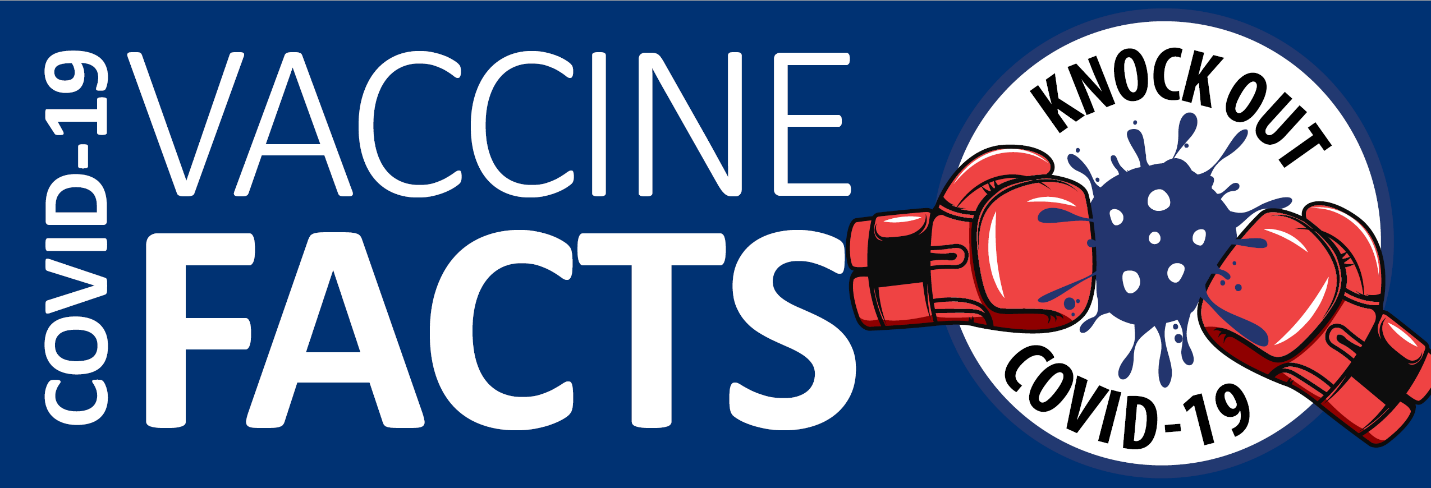 COVID-19
VACCINE
FACTS
KNOCK OUT
COVID-19